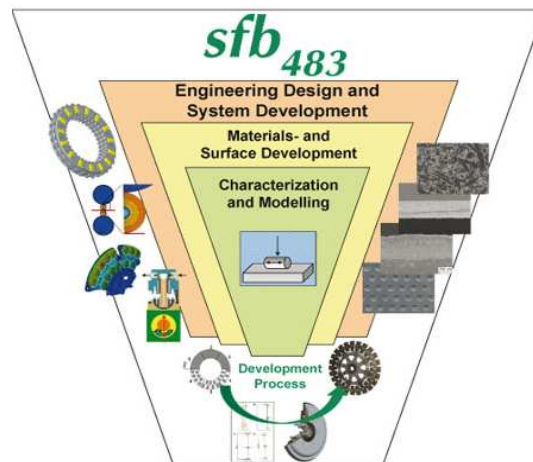 sfb 483
Engineering Design and
System Development
Materials- and
Surface Development
Characterization
and Modelling
Development
Process